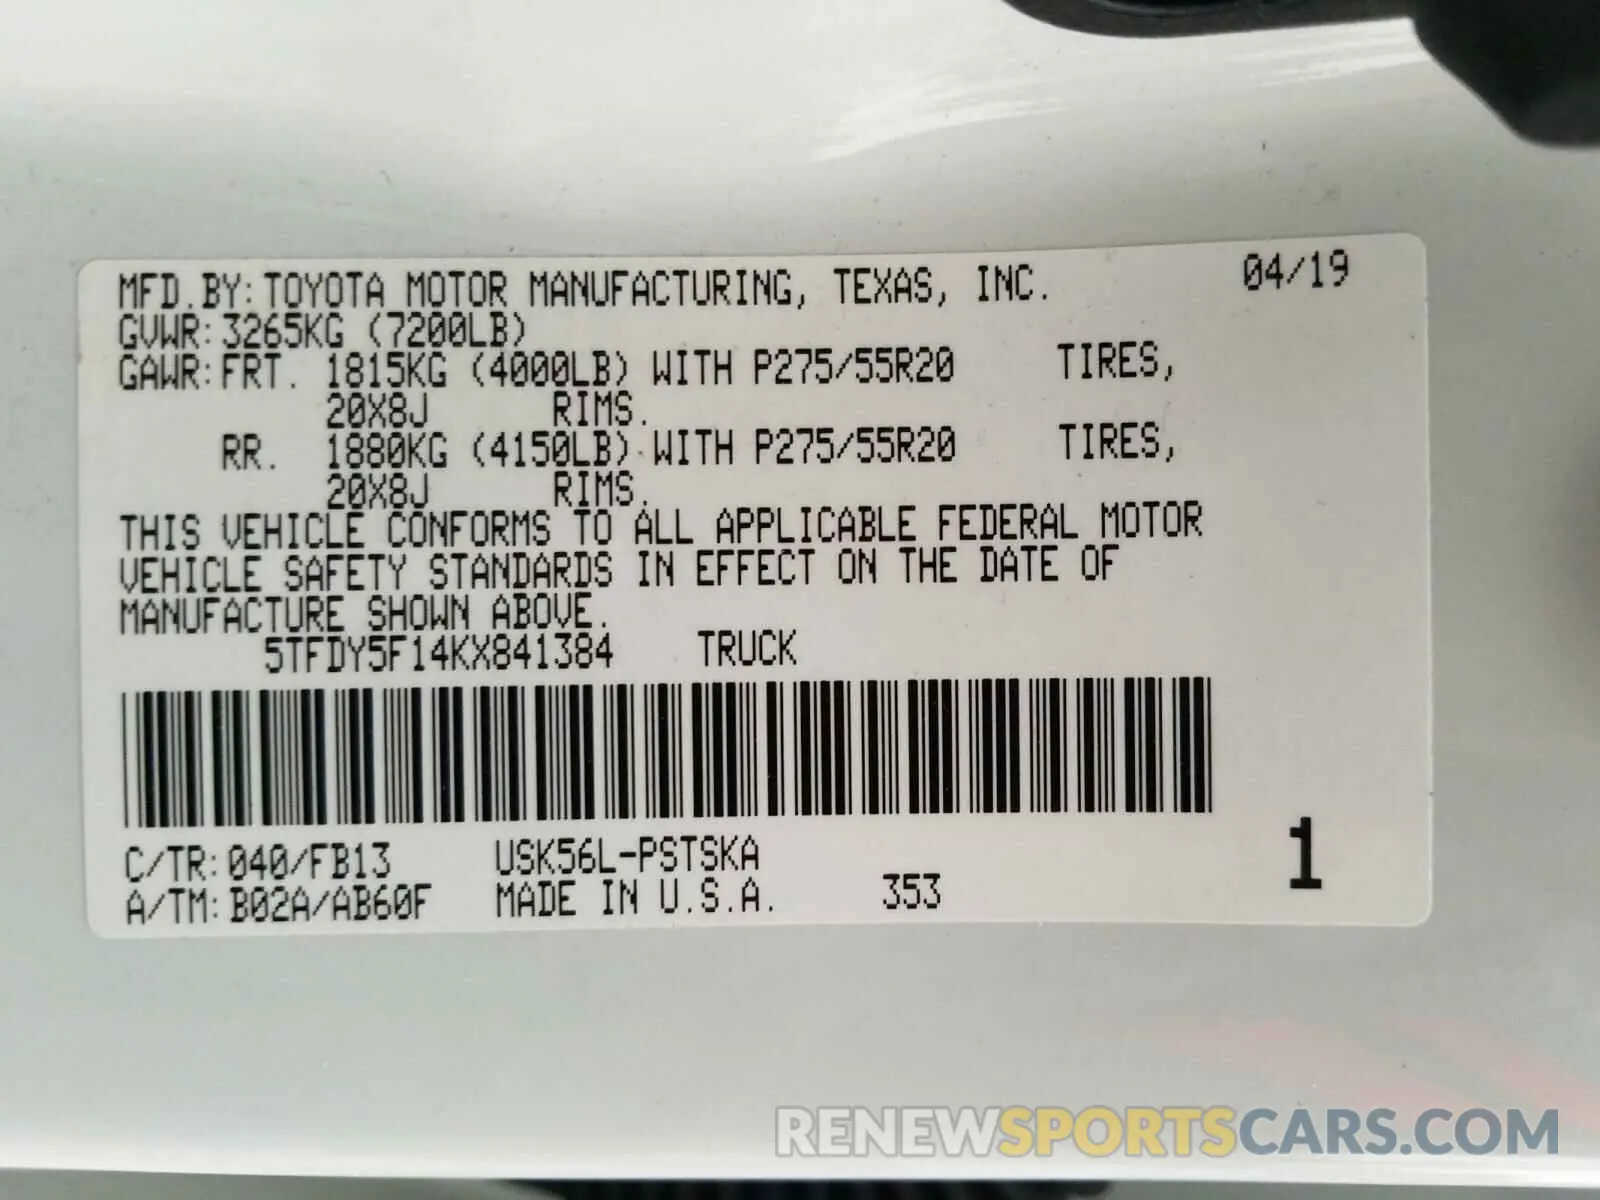 MFD.BY:TOYOTA MOTOR MANUFACTURING, TEXAS, INC. 04/19
GVWR:3265KG (7200LB)
GAWR:FRT. 1815KG (4000LB) WITH P275/55R20 TIRES,
20X8J RIMS.
RR. 1880KG (4150LB) WITH P275/55R20 TIRES,
20X8J RIMS.
THIS VEHICLE CONFORMS TO ALL APPLICABLE FEDERAL MOTOR
VEHICLE SAFETY STANDARDS IN EFFECT ON THE DATE OF
MANUFACTURE SHOWN ABOVE.
5TFDY5F14KX841384 TRUCK
C/TR:040/FB13 USK56L-PSTSKA
A/TM:B02A/AB60F MADE IN U.S.A. 353
1
RENEWSPORTSCARS.COM